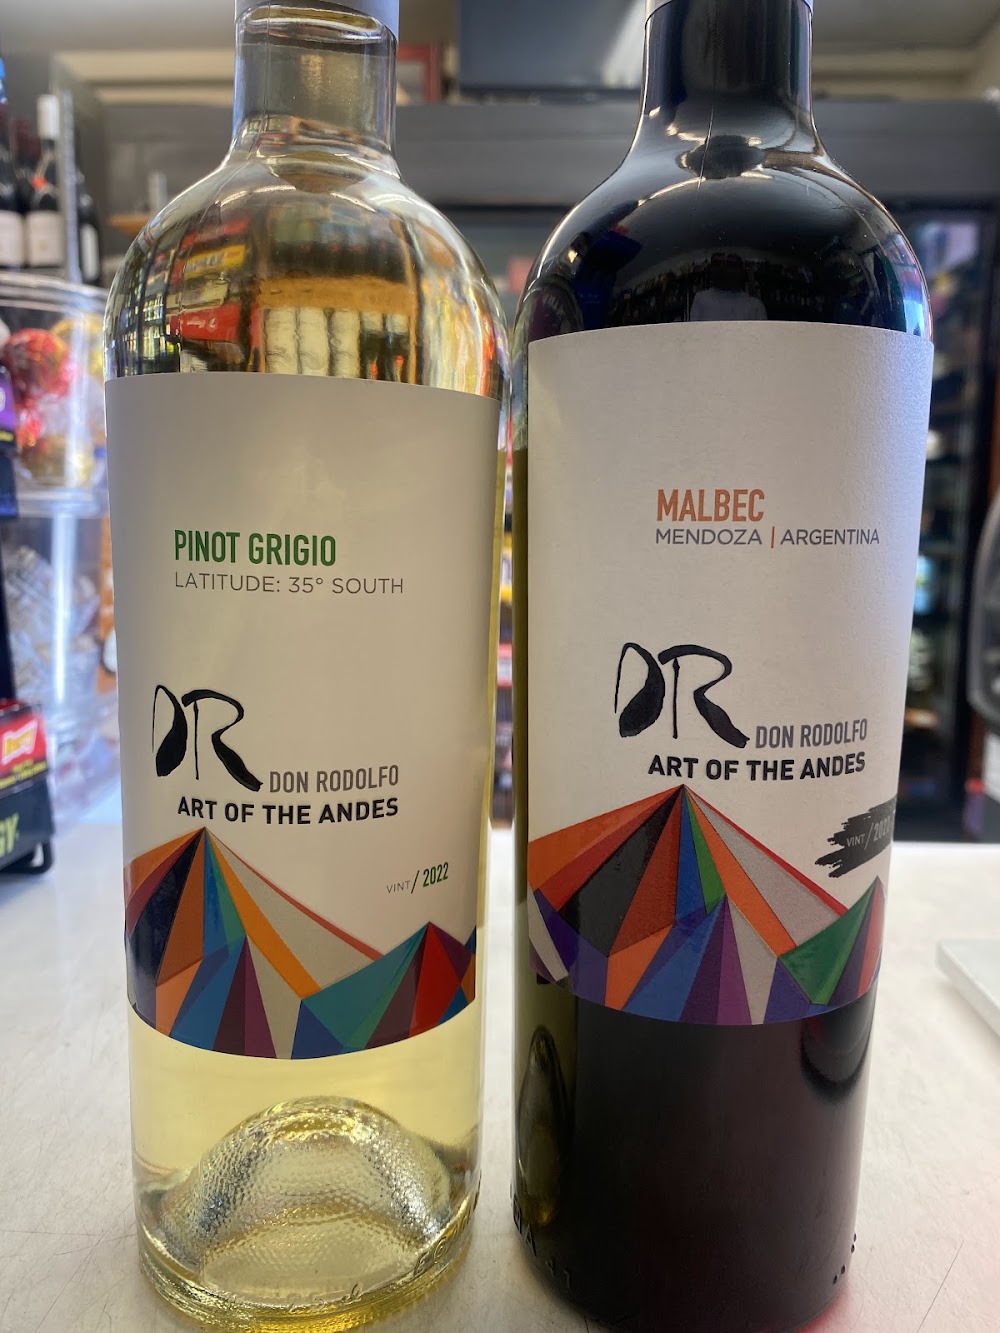 PINOT GRIGIO
LATITUDE: 35° SOUTH
DR
DON RODOLFO
ART OF THE ANDES
VINT/2022
MALBEC
MENDOZA | ARGENTINA
DR
DON RODOLFO
ART OF THE ANDES
VINT/